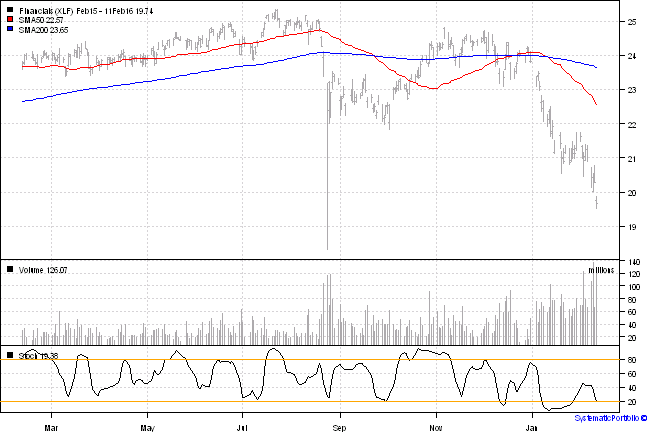 Financials (XLF) Feb15 - 11Feb16 19.74
SMA50 22.57
SMA200 23.65
25
24
23
22
21
20
19
Volume 126.07
millions
140
120
100
80
60
40
20
Stoch 19.38
80
60
40
20
Mar
May
Jul
Sep
Nov
Jan
SystematicPortfolio ©